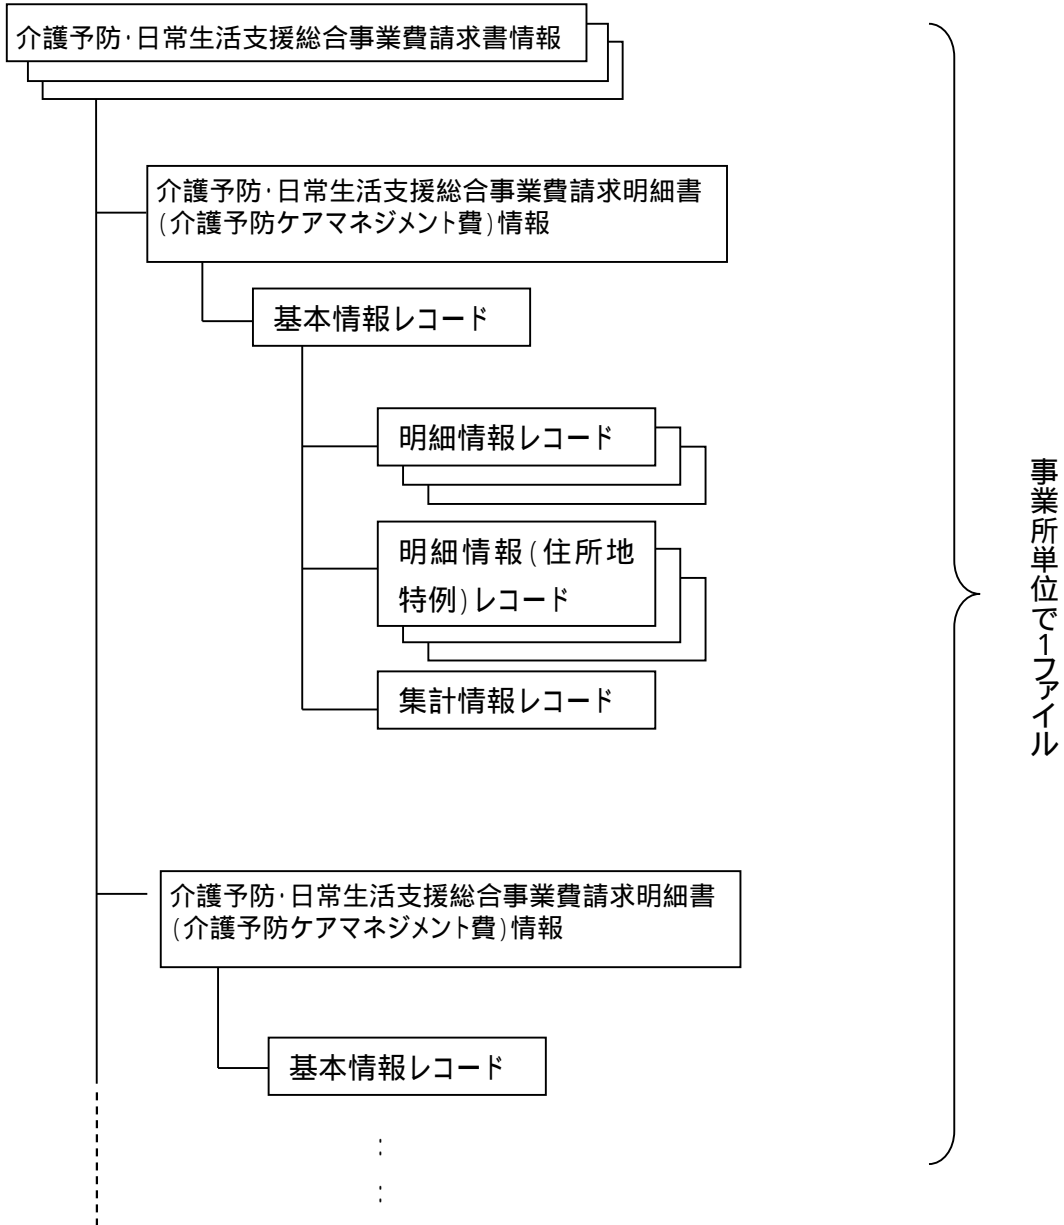 介護予防･日常生活支援総合事業費請求書情報
介護予防･日常生活支援総合事業費請求明細書
(介護予防ケアマネジメント費)情報
基本情報レコード
明細情報レコード
明細情報(住所地
特例)レコード
集計情報レコード
事業所単位で1ファイル
介護予防･日常生活支援総合事業費請求明細書
(介護予防ケアマネジメント費)情報
基本情報レコード
:
: